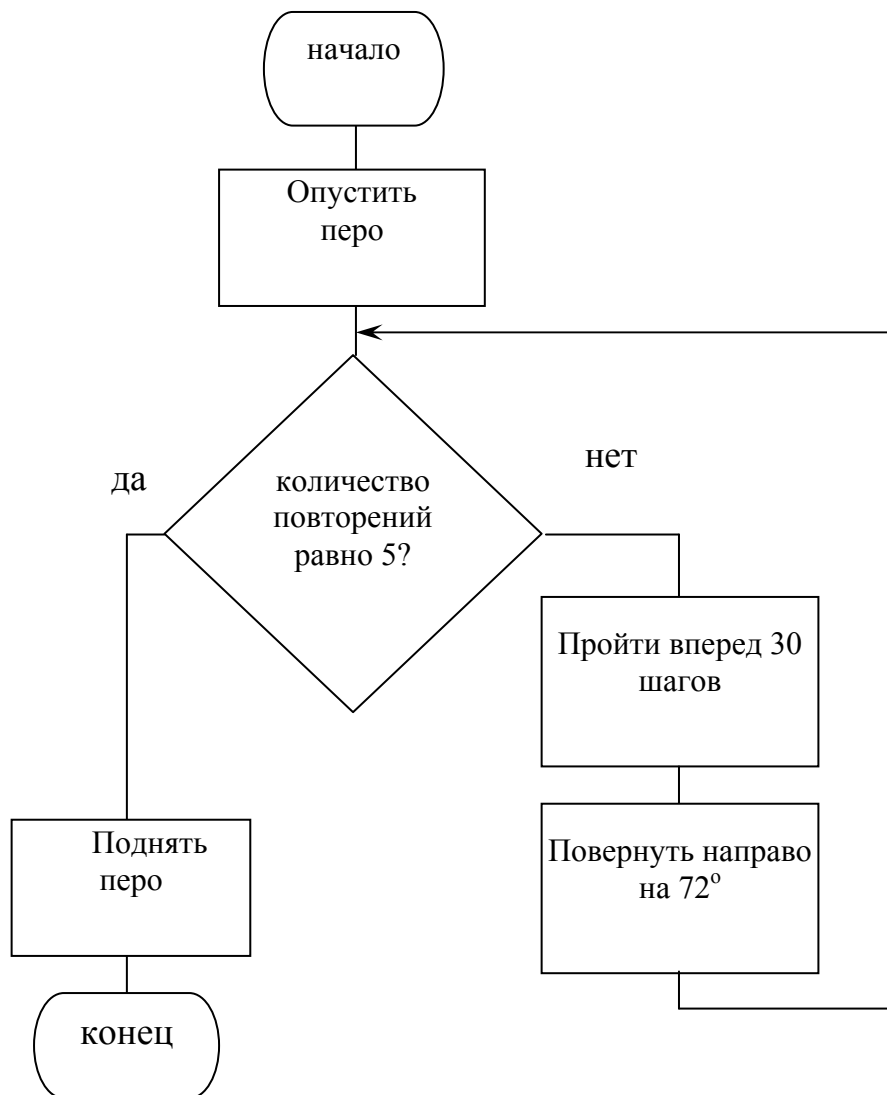 начало
Опустить
перо
да
нет
количество
повторений
равно 5?
Пройти вперед 30
шагов
Повернуть направо
на 72°
Поднять
перо
конец